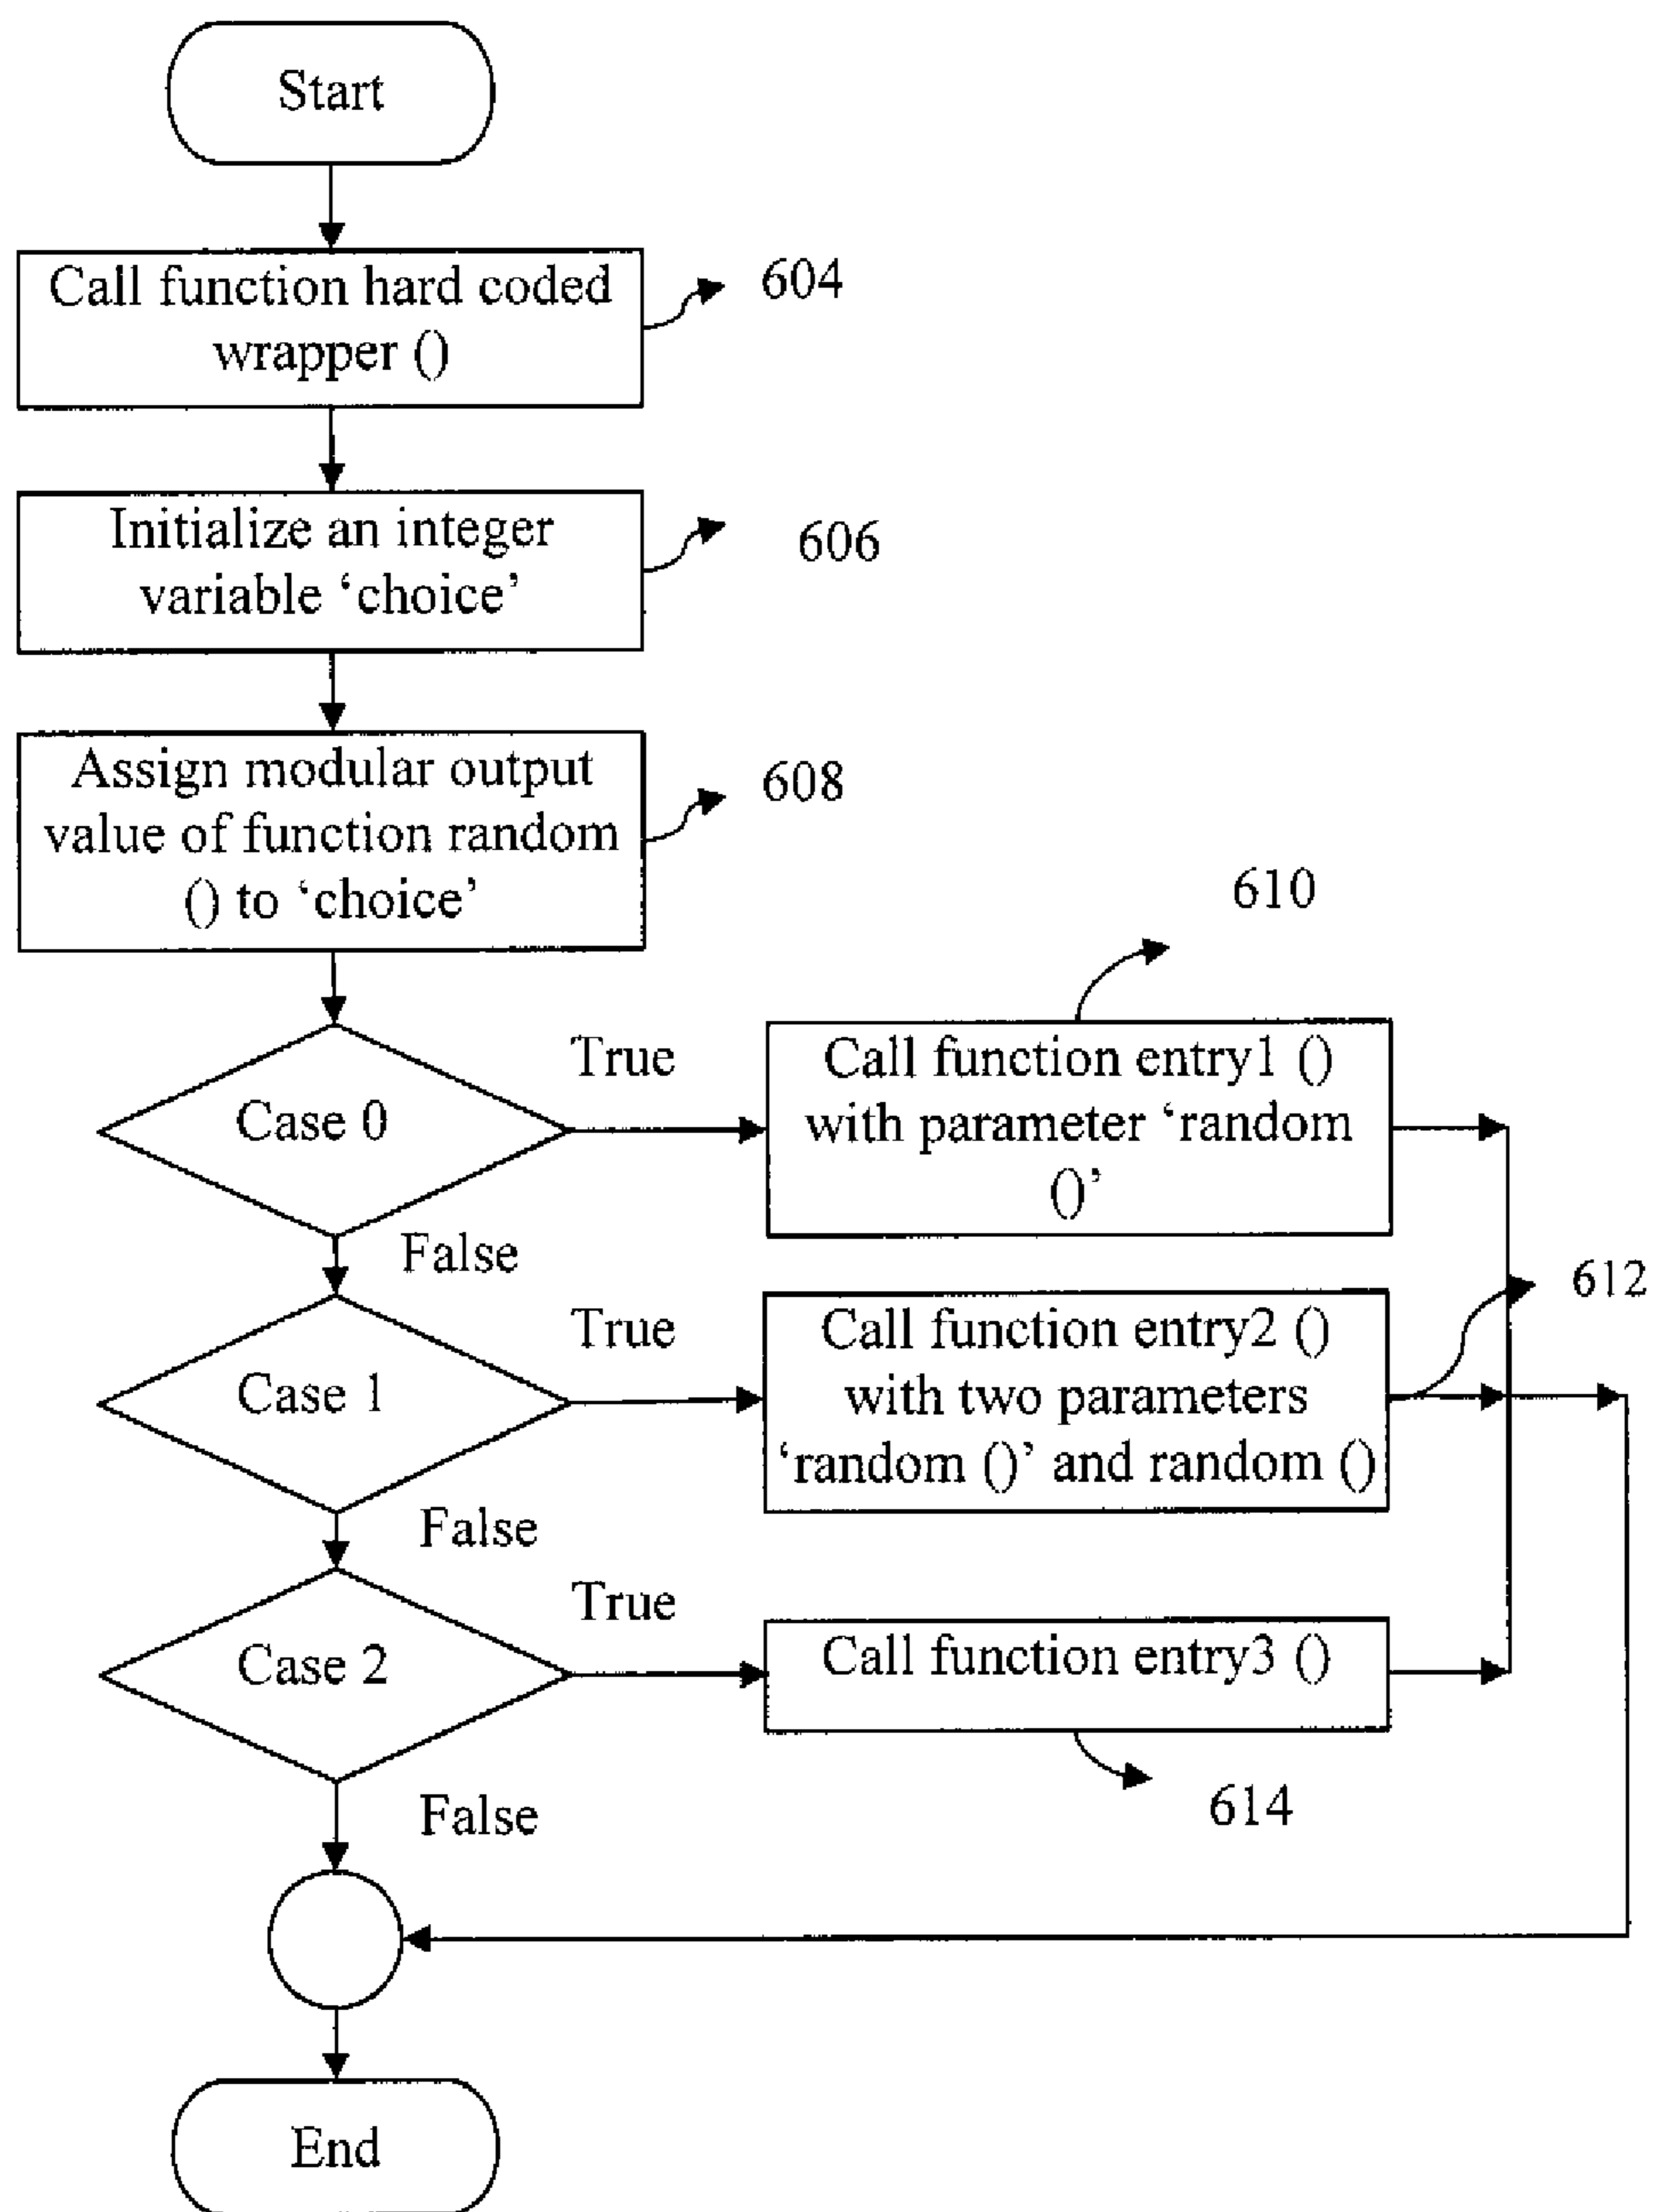 Start
Call function hard coded
wrapper ()
604
Initialize an integer
variable ‘choice’
606
Assign modular output
value of function random
() to ‘choice’
608
610
Case 0
True
Call function entry1 ()
with parameter ‘random
()’
False
612
Case 1
True
Call function entry2 ()
with two parameters
‘random ()’ and random ()
False
Case 2
True
Call function entry3 ()
614
False
End